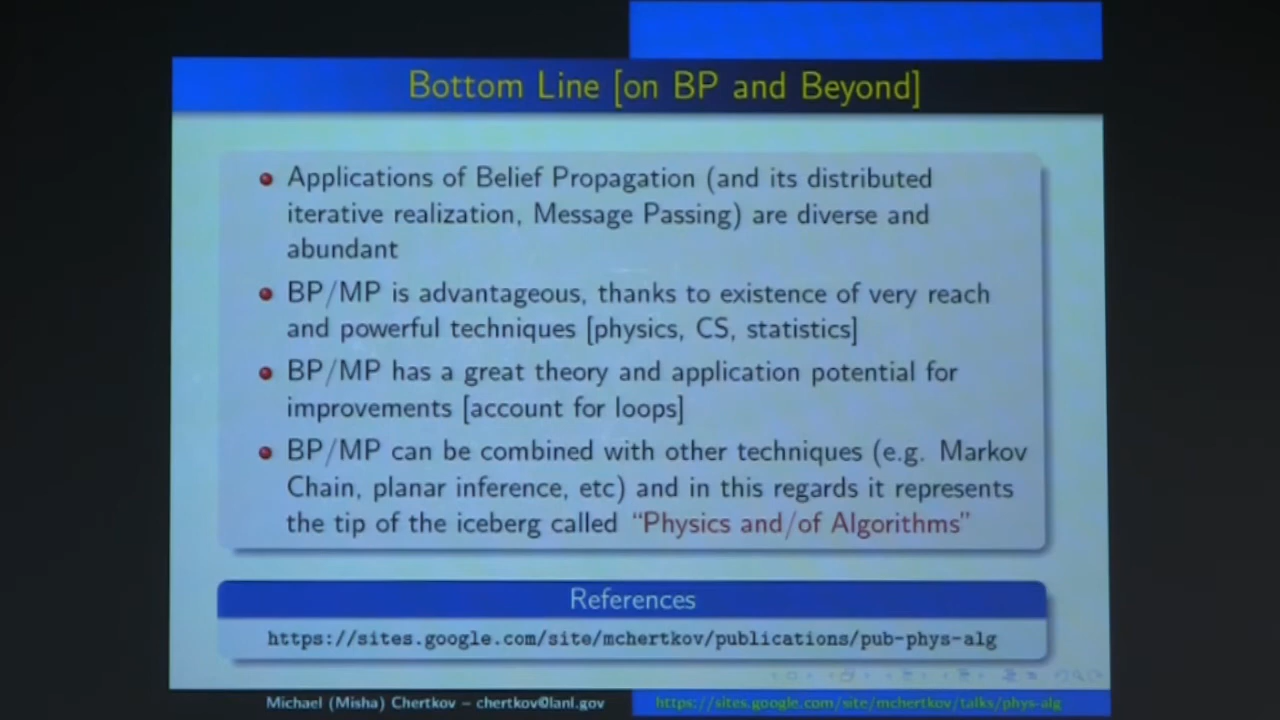 Bottom Line [on BP and Beyond]
Applications of Belief Propagation (and its distributed
iterative realization, Message Passing) are diverse and
abundant
BP/MP is advantageous, thanks to existence of very reach
and powerful techniques [physics, CS, statistics]
BP/MP has a great theory and application potential for
improvements [account for loops]
BP/MP can be combined with other techniques (e.g. Markov
Chain, planar inference, etc) and in this regards it represents
the tip of the iceberg called “Physics and/of Algorithms”
References
https://sites.google.com/site/mchertkov/publications/pub-phys-alg
Michael (Misha) Chertkov – chertkov@lanl.gov
https://sites.google.com/site/mchertkov/talks/phys-alg